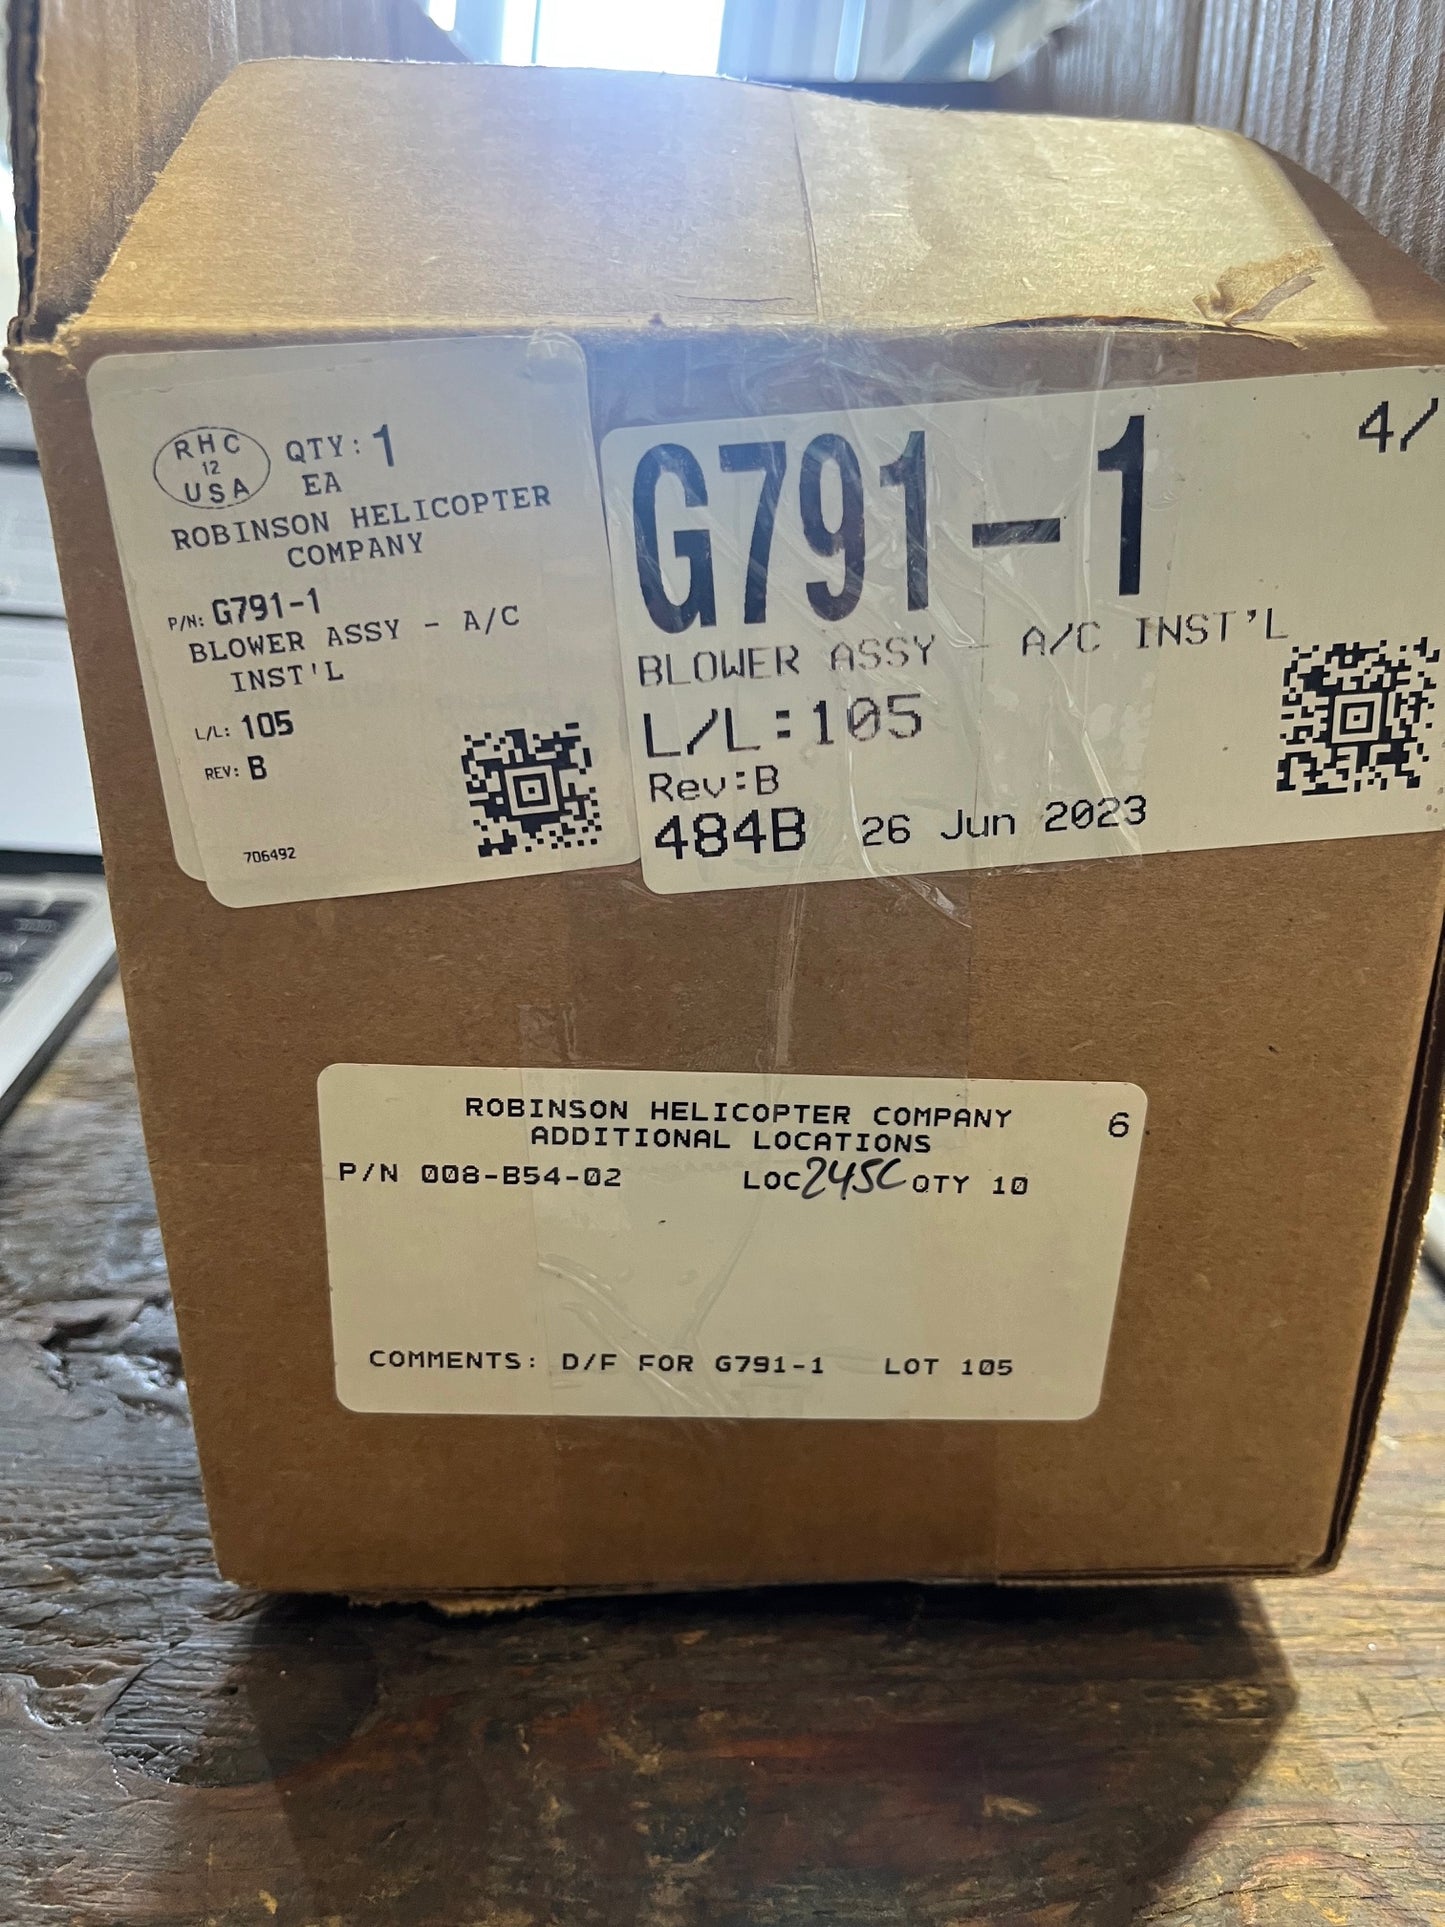 RHC
12
USA
QTY: 1
EA
ROBINSON HELICOPTER
COMPANY
P/N: G791-1
BLOWER ASSY - A/C
INST'L
L/L: 105
REV: B
706492
4/
G791-1
BLOWER ASSY - A/C INST'L
L/L:105
Rev:B
484B 26 Jun 2023
ROBINSON HELICOPTER COMPANY 6
ADDITIONAL LOCATIONS
P/N 008-B54-02 LOC 245C QTY 10
COMMENTS: D/F FOR G791-1 LOT 105